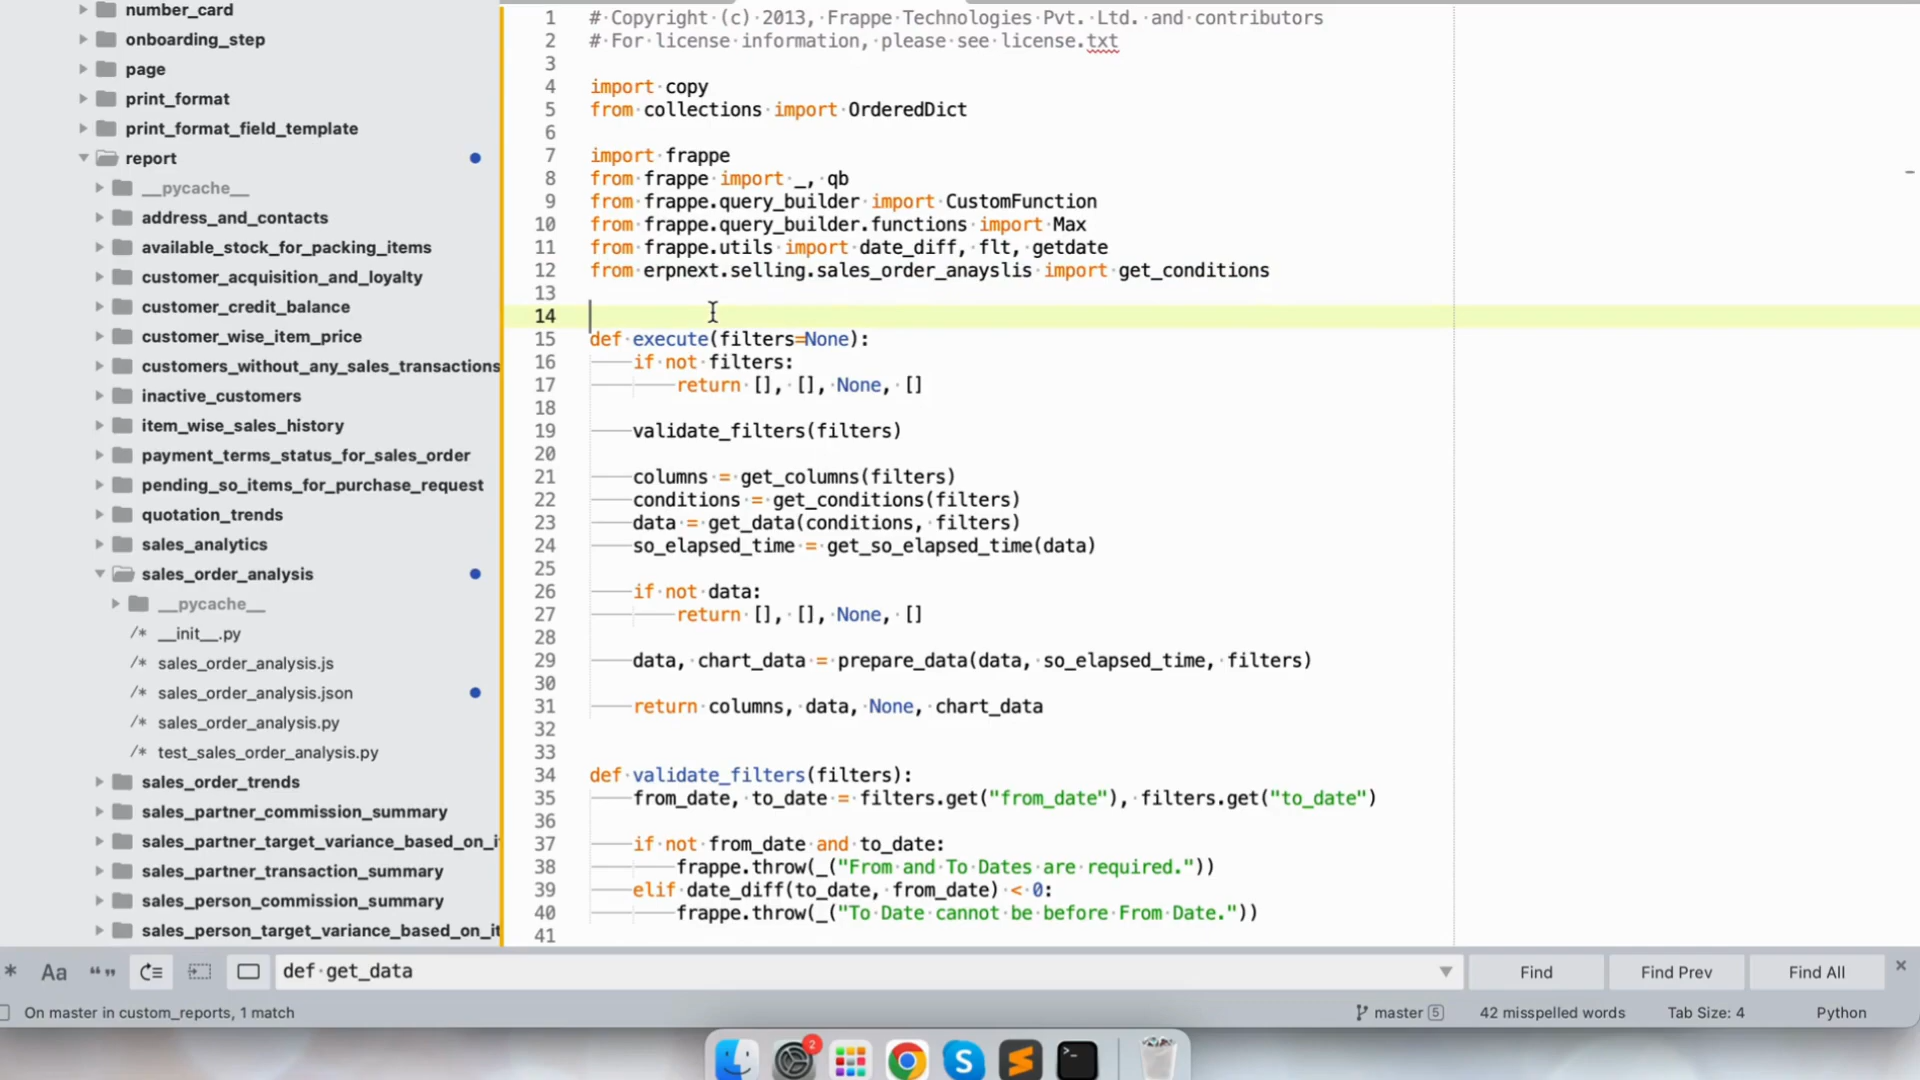 number_card
onboarding_step
page
print_format
print_format_field_template
report
__pycache__
address_and_contacts
available_stock_for_packing_items
customer_acquisition_and_loyalty
customer_credit_balance
customer_wise_item_price
customers_without_any_sales_transactions
inactive_customers
item_wise_sales_history
payment_terms_status_for_sales_order
pending_so_items_for_purchase_request
quotation_trends
sales_analytics
sales_order_analysis
__pycache__
/* __init__.py
/* sales_order_analysis.js
/* sales_order_analysis.json
/* sales_order_analysis.py
/* test_sales_order_analysis.py
sales_order_trends
sales_partner_commission_summary
sales_partner_target_variance_based_on_i
sales_partner_transaction_summary
sales_person_commission_summary
sales_person_target_variance_based_on_it
1 # Copyright (c) 2013, Frappe Technologies Pvt. Ltd. and contributors
2 # For license information, please see license.txt
3
4 import copy
5 from collections import OrderedDict
6
7 import frappe
8 from frappe import _, qb
9 from frappe.query_builder import CustomFunction
10 from frappe.query_builder.functions import Max
11 from frappe.utils import date_diff, flt, getdate
12 from erpnext.selling.sales_order_anayslis import get_conditions
13
14
15 def execute(filters=None):
16 if not filters:
17 return [], [], None, []
18
19 validate_filters(filters)
20
21 columns = get_columns(filters)
22 conditions = get_conditions(filters)
23 data = get_data(conditions, filters)
24 so_elapsed_time = get_so_elapsed_time(data)
25
26 if not data:
27 return [], [], None, []
28
29 data, chart_data = prepare_data(data, so_elapsed_time, filters)
30
31 return columns, data, None, chart_data
32
33
34 def validate_filters(filters):
35 from_date, to_date = filters.get("from_date"), filters.get("to_date")
36
37 if not from_date and to_date:
38 frappe.throw(_("From and To Dates are required."))
39 elif date_diff(to_date, from_date) < 0:
40 frappe.throw(_("To Date cannot be before From Date."))
41
* Aa “” def get_data Find Find Prev Find All
On master in custom_reports, 1 match master 5 42 misspelled words Tab Size: 4 Python
2
S
>_